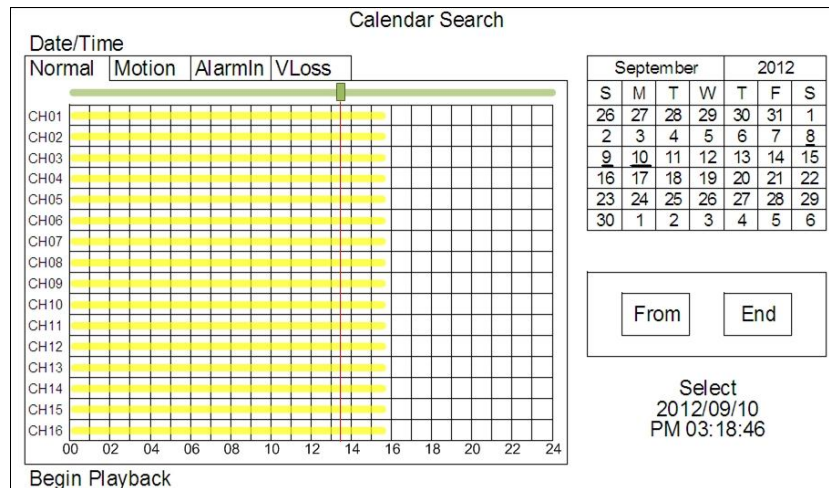 Calendar Search
Date/Time
Normal Motion AlarmIn VLoss
CH01
CH02
CH03
CH04
CH05
CH06
CH07
CH08
CH09
CH10
CH11
CH12
CH13
CH14
CH15
CH16
00 02 04 06 08 10 12 14 16 18 20 22 24
Begin Playback
September 2012
S M T W T F S
26 27 28 29 30 31 1
2 3 4 5 6 7 8
9 10 11 12 13 14 15
16 17 18 19 20 21 22
23 24 25 26 27 28 29
30 1 2 3 4 5 6
From End
Select
2012/09/10
PM 03:18:46